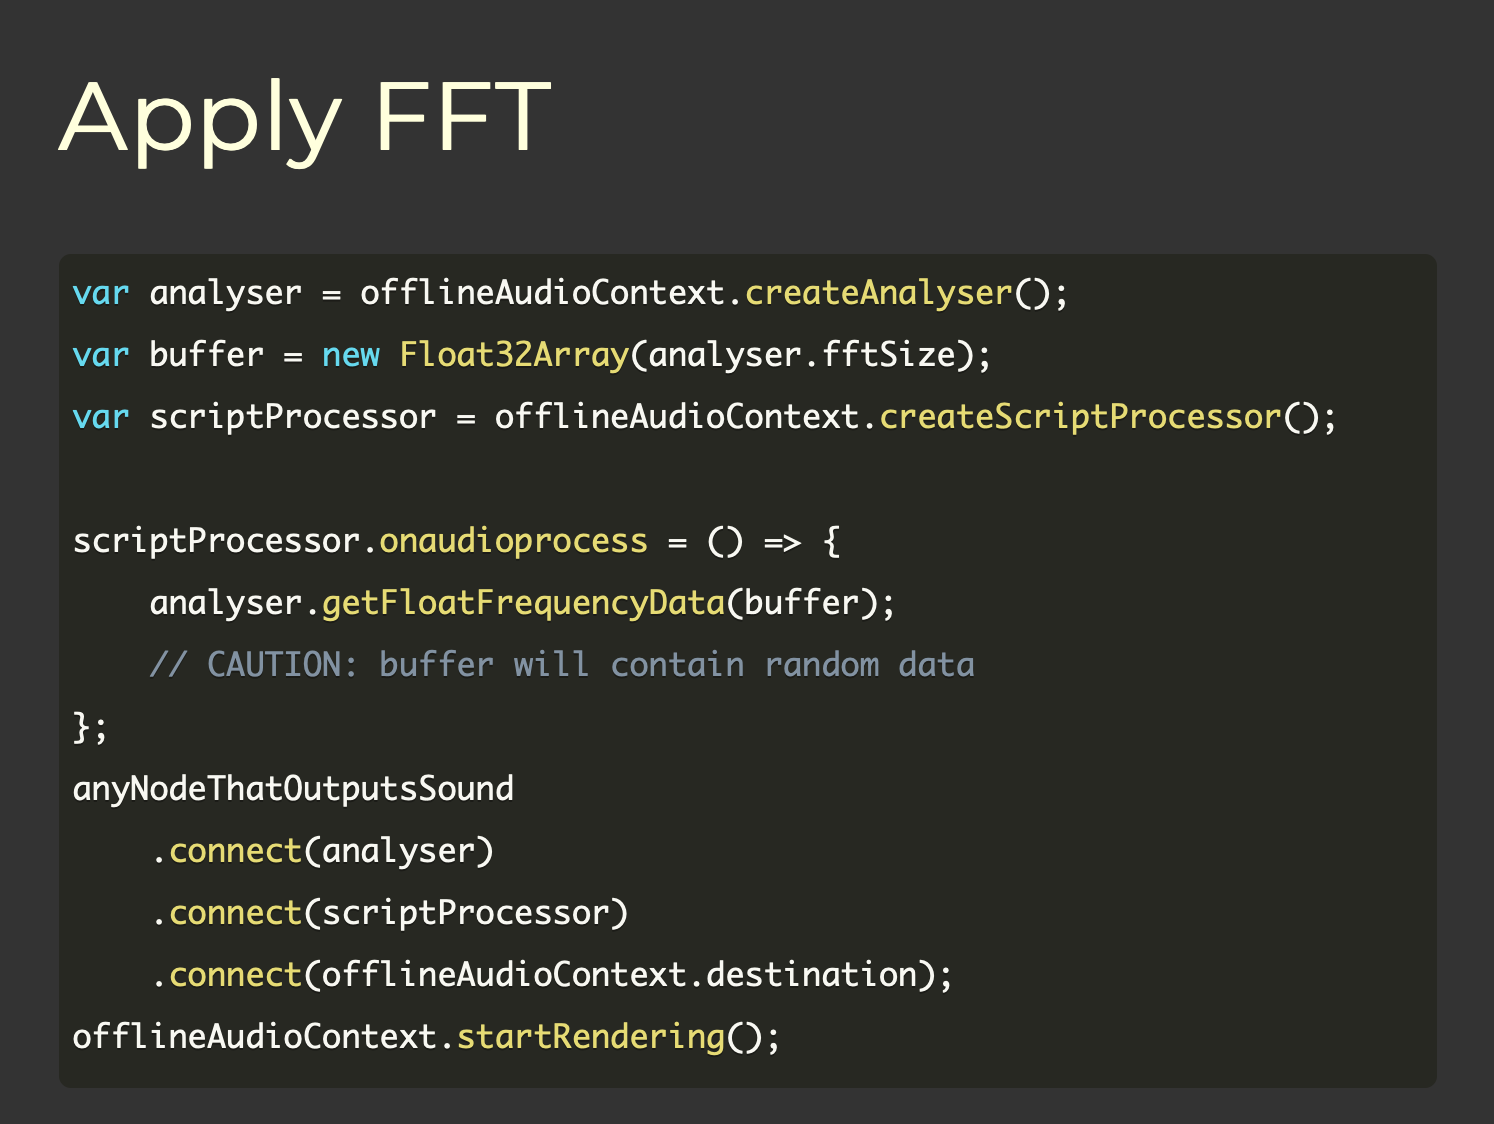 Apply FFT
var analyser = offlineAudioContext.createAnalyser();
var buffer = new Float32Array(analyser.fftSize);
var scriptProcessor = offlineAudioContext.createScriptProcessor();
scriptProcessor.onaudioprocess = () => {
    analyser.getFloatFrequencyData(buffer);
    // CAUTION: buffer will contain random data
};
anyNodeThatOutputsSound
    .connect(analyser)
    .connect(scriptProcessor)
    .connect(offlineAudioContext.destination);
offlineAudioContext.startRendering();